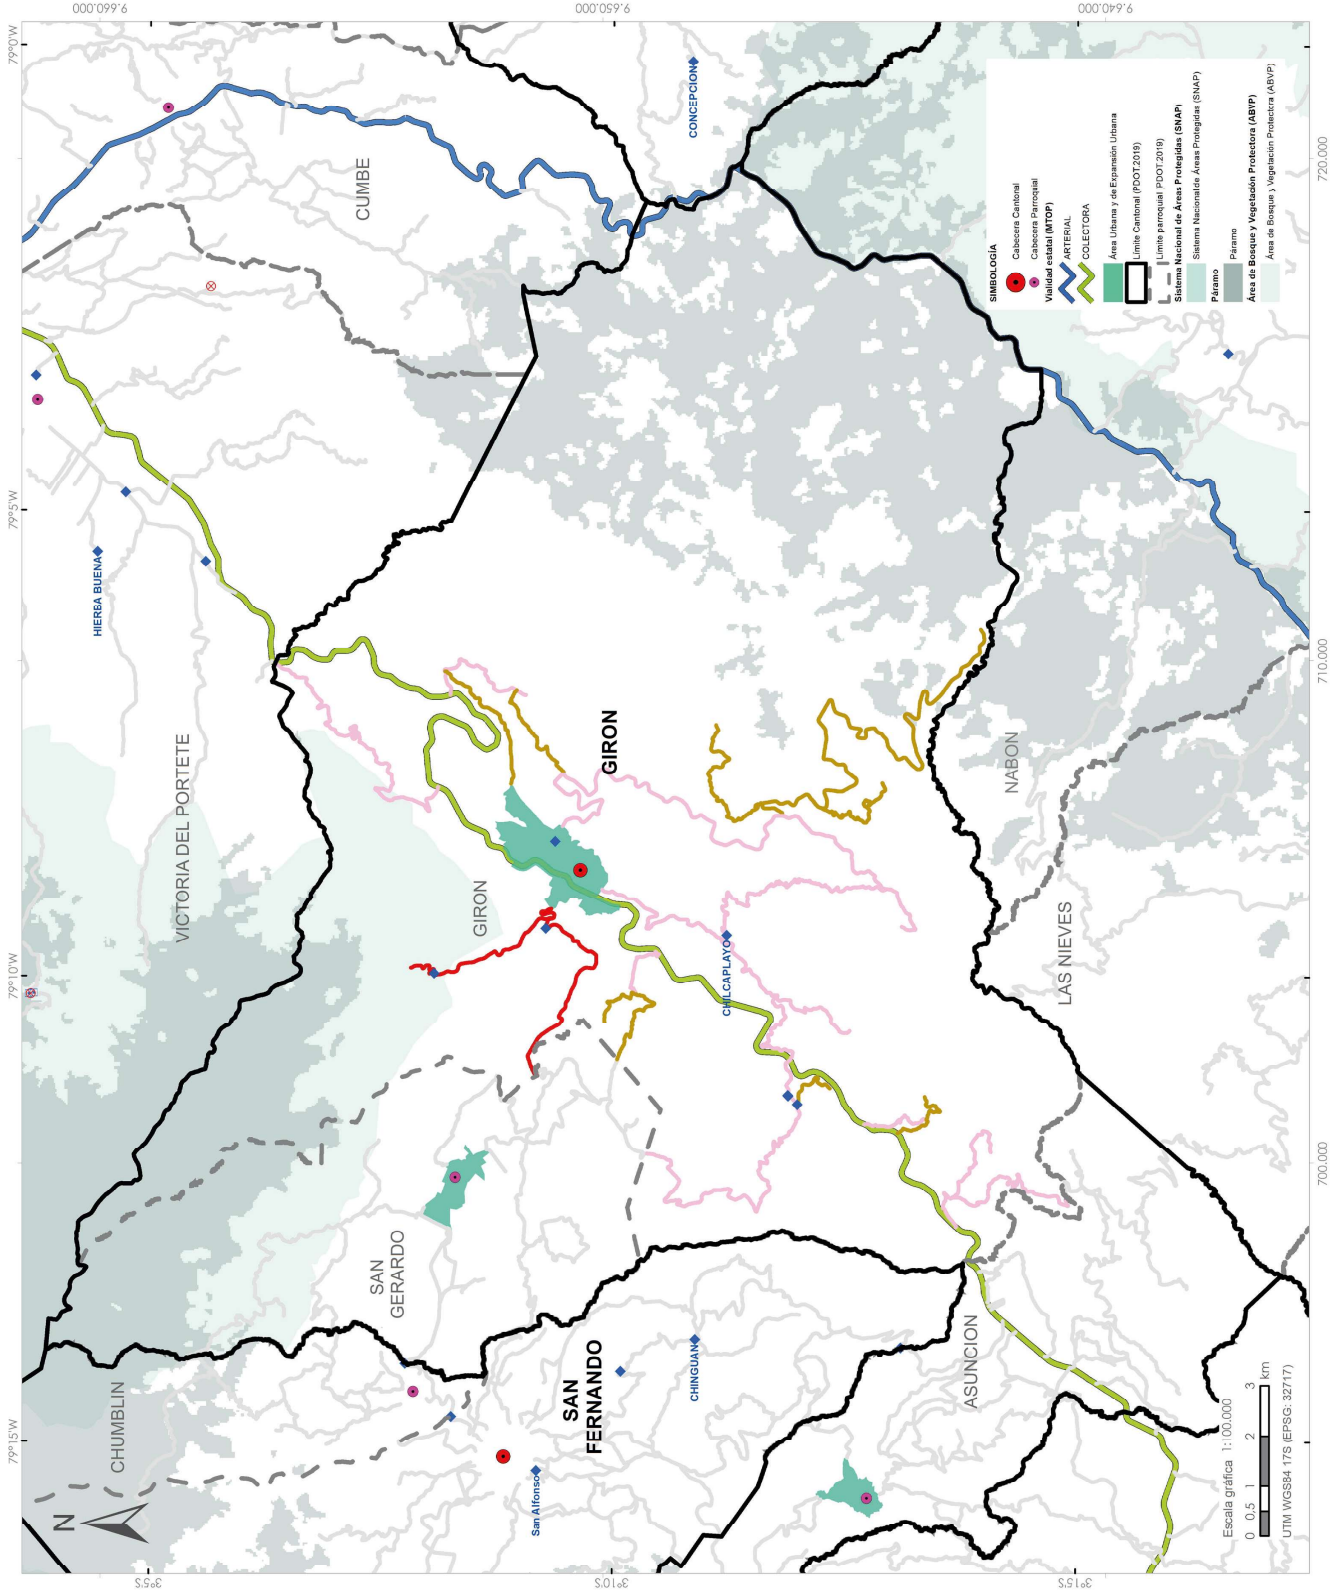 N
79°15'W
79°10'W
79°5'W
79°0'W
3°5'S
3°10'S
3°15'S
9.660.000
9.650.000
9.640.000
700.000
710.000
720.000
CHUMBLIN
VICTORIA DEL PORTETE
HIERBA BUENA
CUMBE
CONCEPCION
SAN
GERARDO
GIRON
GIRON
SAN
FERNANDO
San Alfonso
CHINGUAN
CHILCAPLAYO
ASUNCION
LAS NIEVES
NABON
SIMBOLOGÍA
Cabecera Cantonal
Cabecera Parroquial
Vialidad estatal (MTOP)
ARTERIAL
COLECTORA
Área Urbana y de Expansión Urbana
Límite Cantonal (PDOT.2019)
Límite parroquial PDOT.2019)
Sistema Nacional de Áreas Protegidas (SNAP)
Sistema Nacional de Áreas Protegidas (SNAP)
Páramo
Páramo
Área de Bosque y Vegetación Protectora (ABVP)
Área de Bosque y Vegetación Protectora (ABVP)
Escala gráfica 1:100.000
0 0,5 1 2 3
km
UTM WGS84 17S (EPSG: 32717)